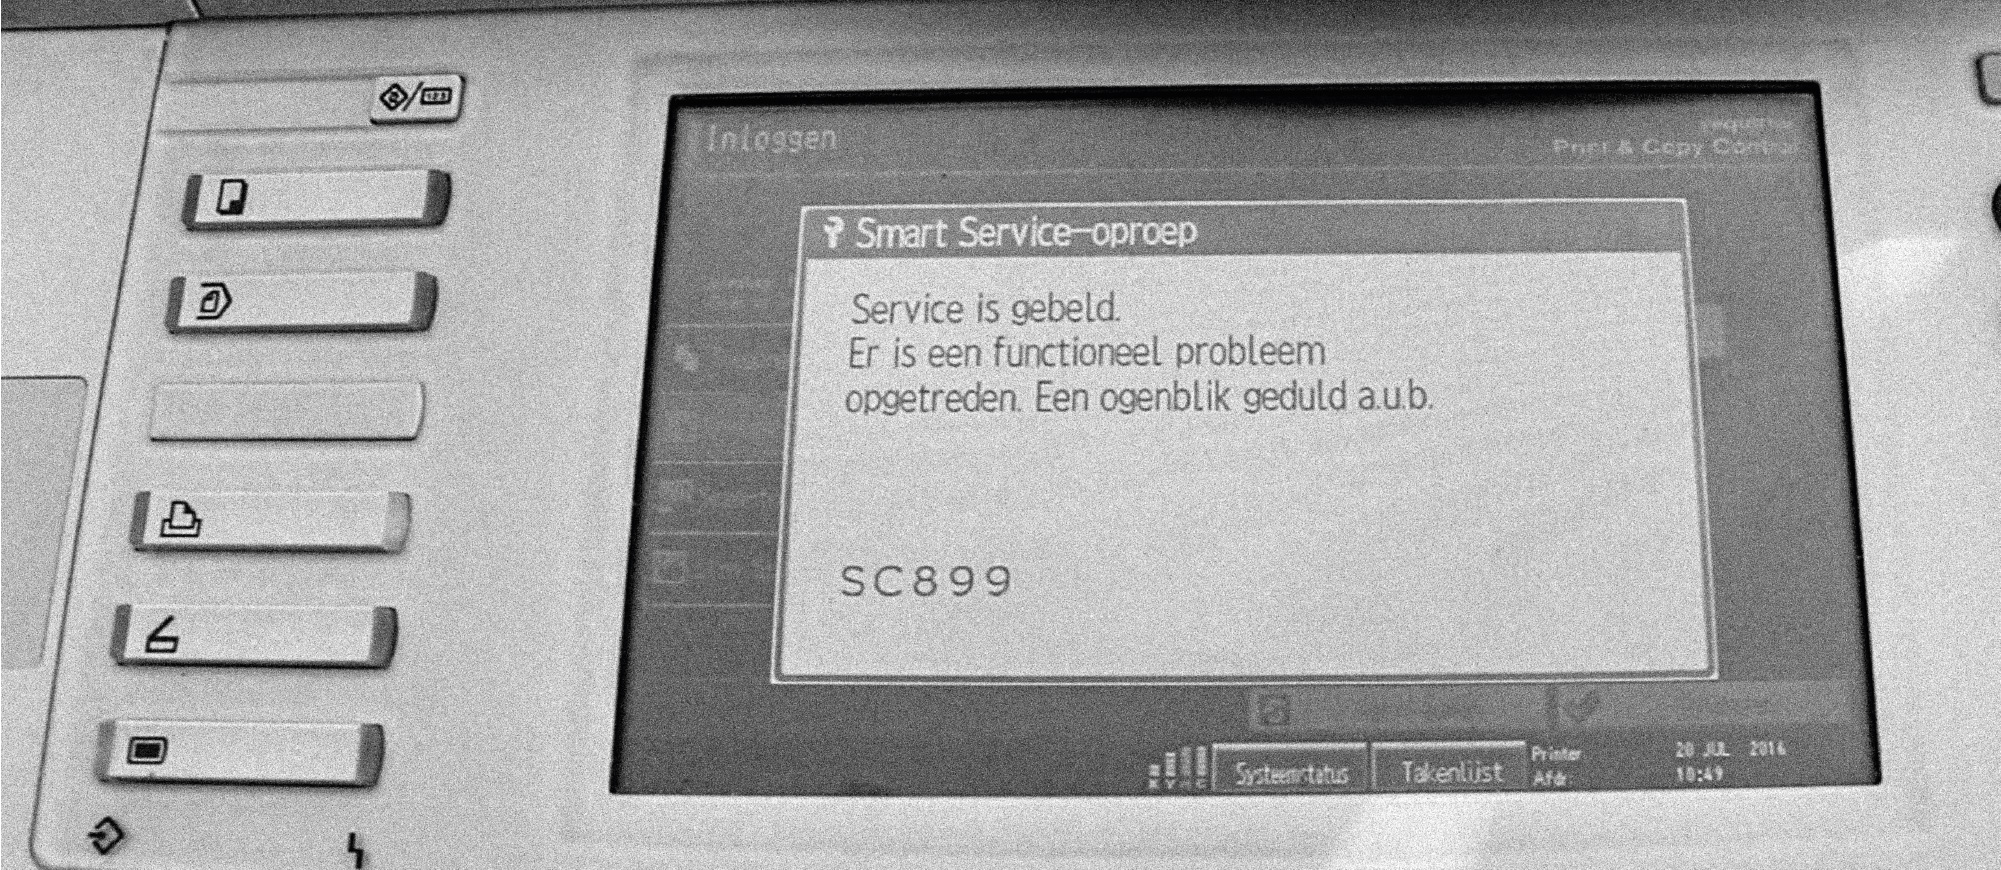 Inloggen
Print & Copy Control
Smart Service-oproep
Service is gebeld.
Er is een functioneel probleem
opgetreden. Een ogenblik geduld a.u.b.
SC899
Systeemstatus
Takenlijst
Printer
Afdr.
20 JUL 2016
10:49